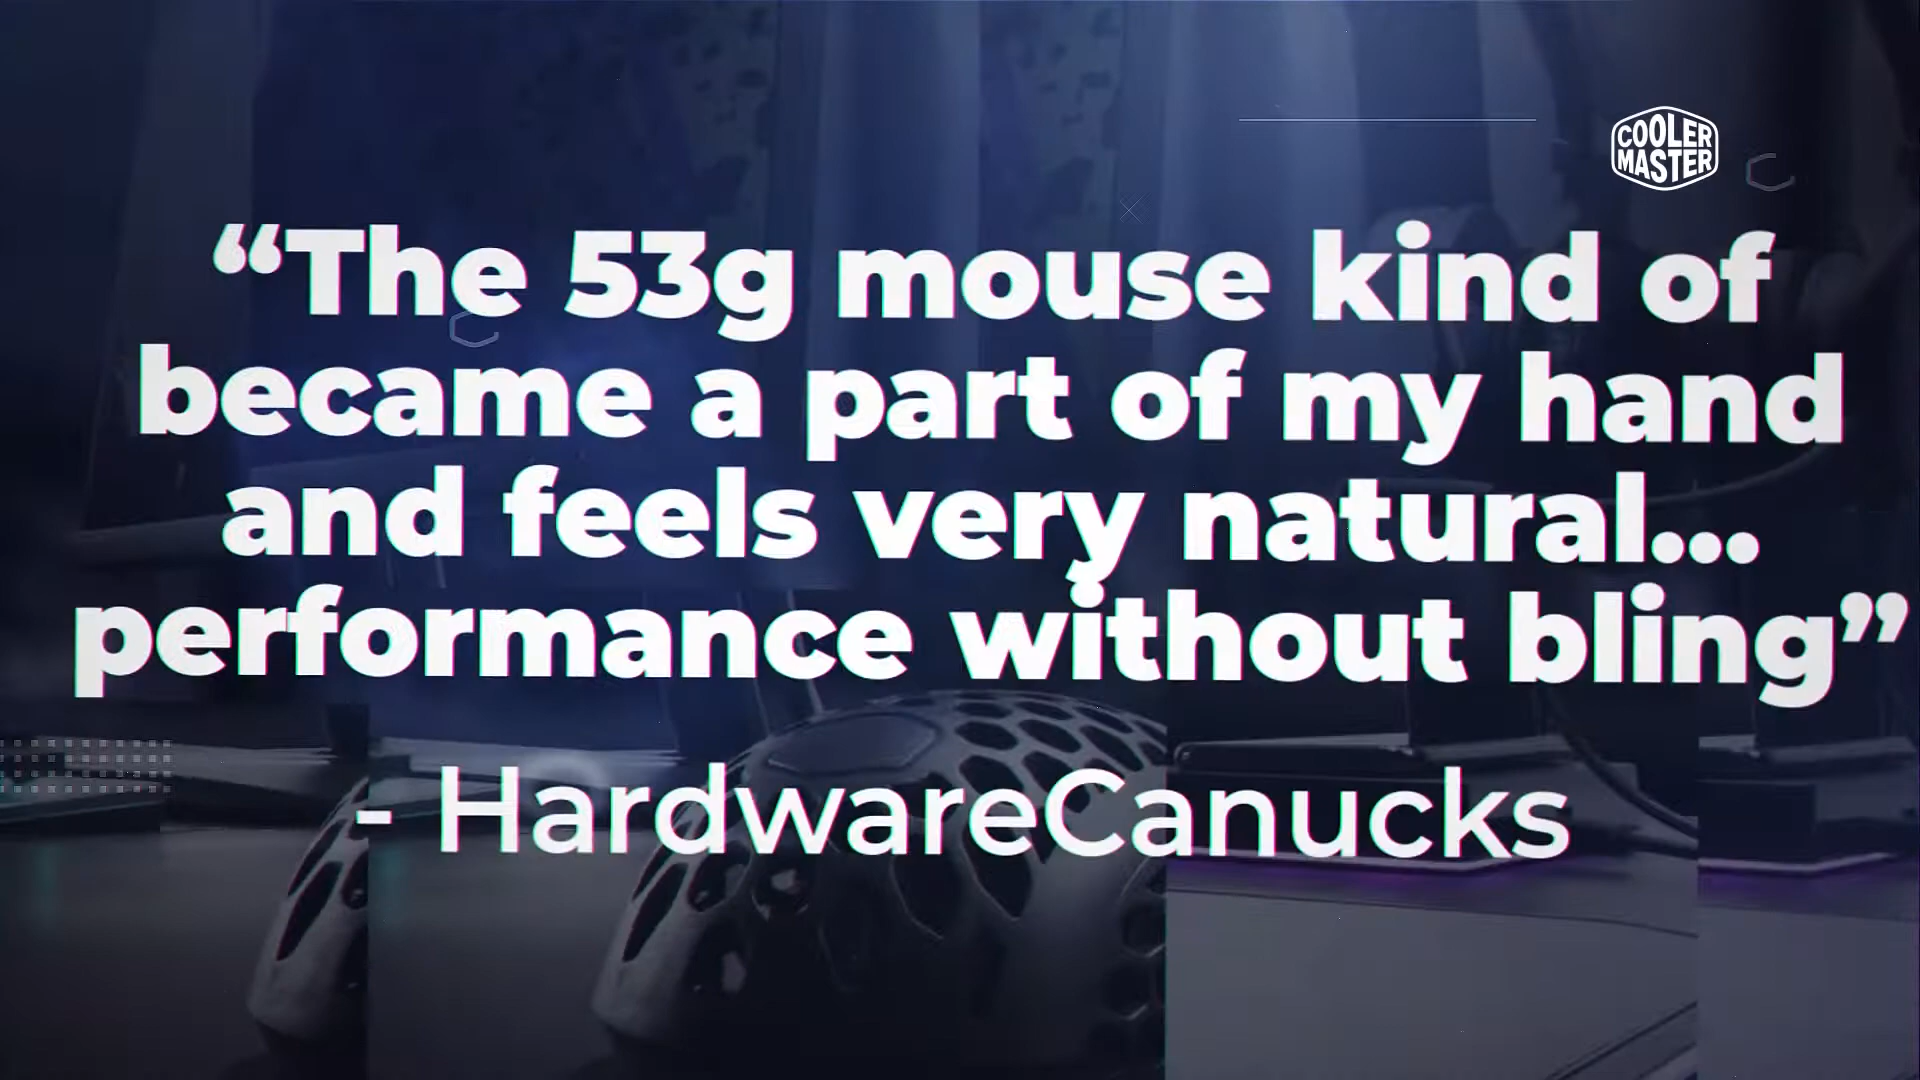 COOLER
MASTER
“The 53g mouse kind of
became a part of my hand
and feels very natural...
performance without bling”
- HardwareCanucks